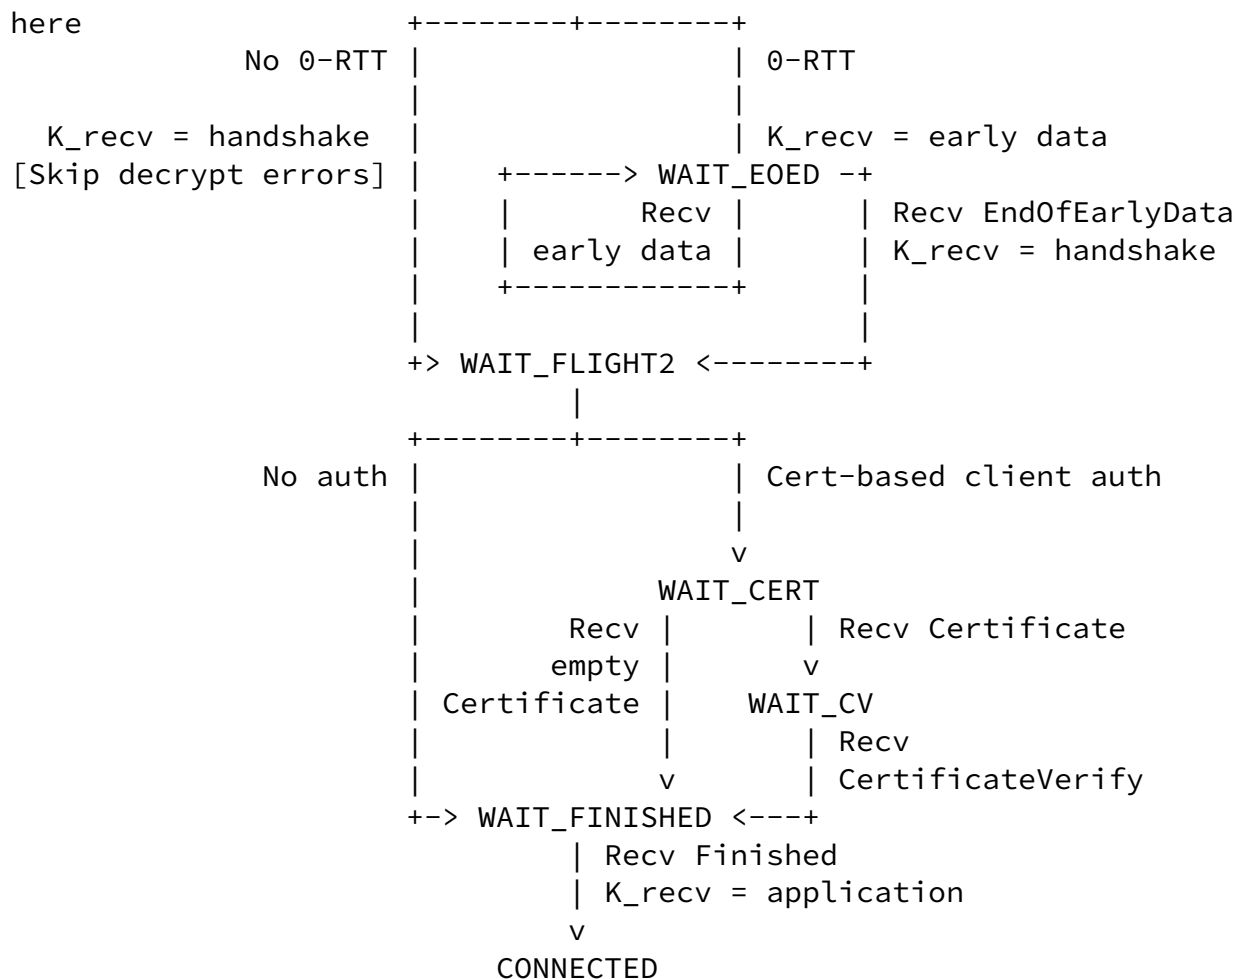 here                   +--------+--------+
             No 0-RTT |                 | 0-RTT
                      |                 |
  K_recv = handshake  |                 | K_recv = early data
[Skip decrypt errors] |    +------> WAIT_EOED -+
                      |    |       Recv |      | Recv EndOfEarlyData
                      |    | early data |      | K_recv = handshake
                      |    +------------+      |
                      |                        |
                      +> WAIT_FLIGHT2 <--------+
                               |
                      +--------+--------+
              No auth |                 | Cert-based client auth
                      |                 |
                      |                 v
                      |             WAIT_CERT
                      |        Recv |       | Recv Certificate
                      |       empty |       v
                      | Certificate |    WAIT_CV
                      |             |       | Recv
                      |             v       | CertificateVerify
                      +-> WAIT_FINISHED <---+
                               | Recv Finished
                               | K_recv = application
                               v
                           CONNECTED